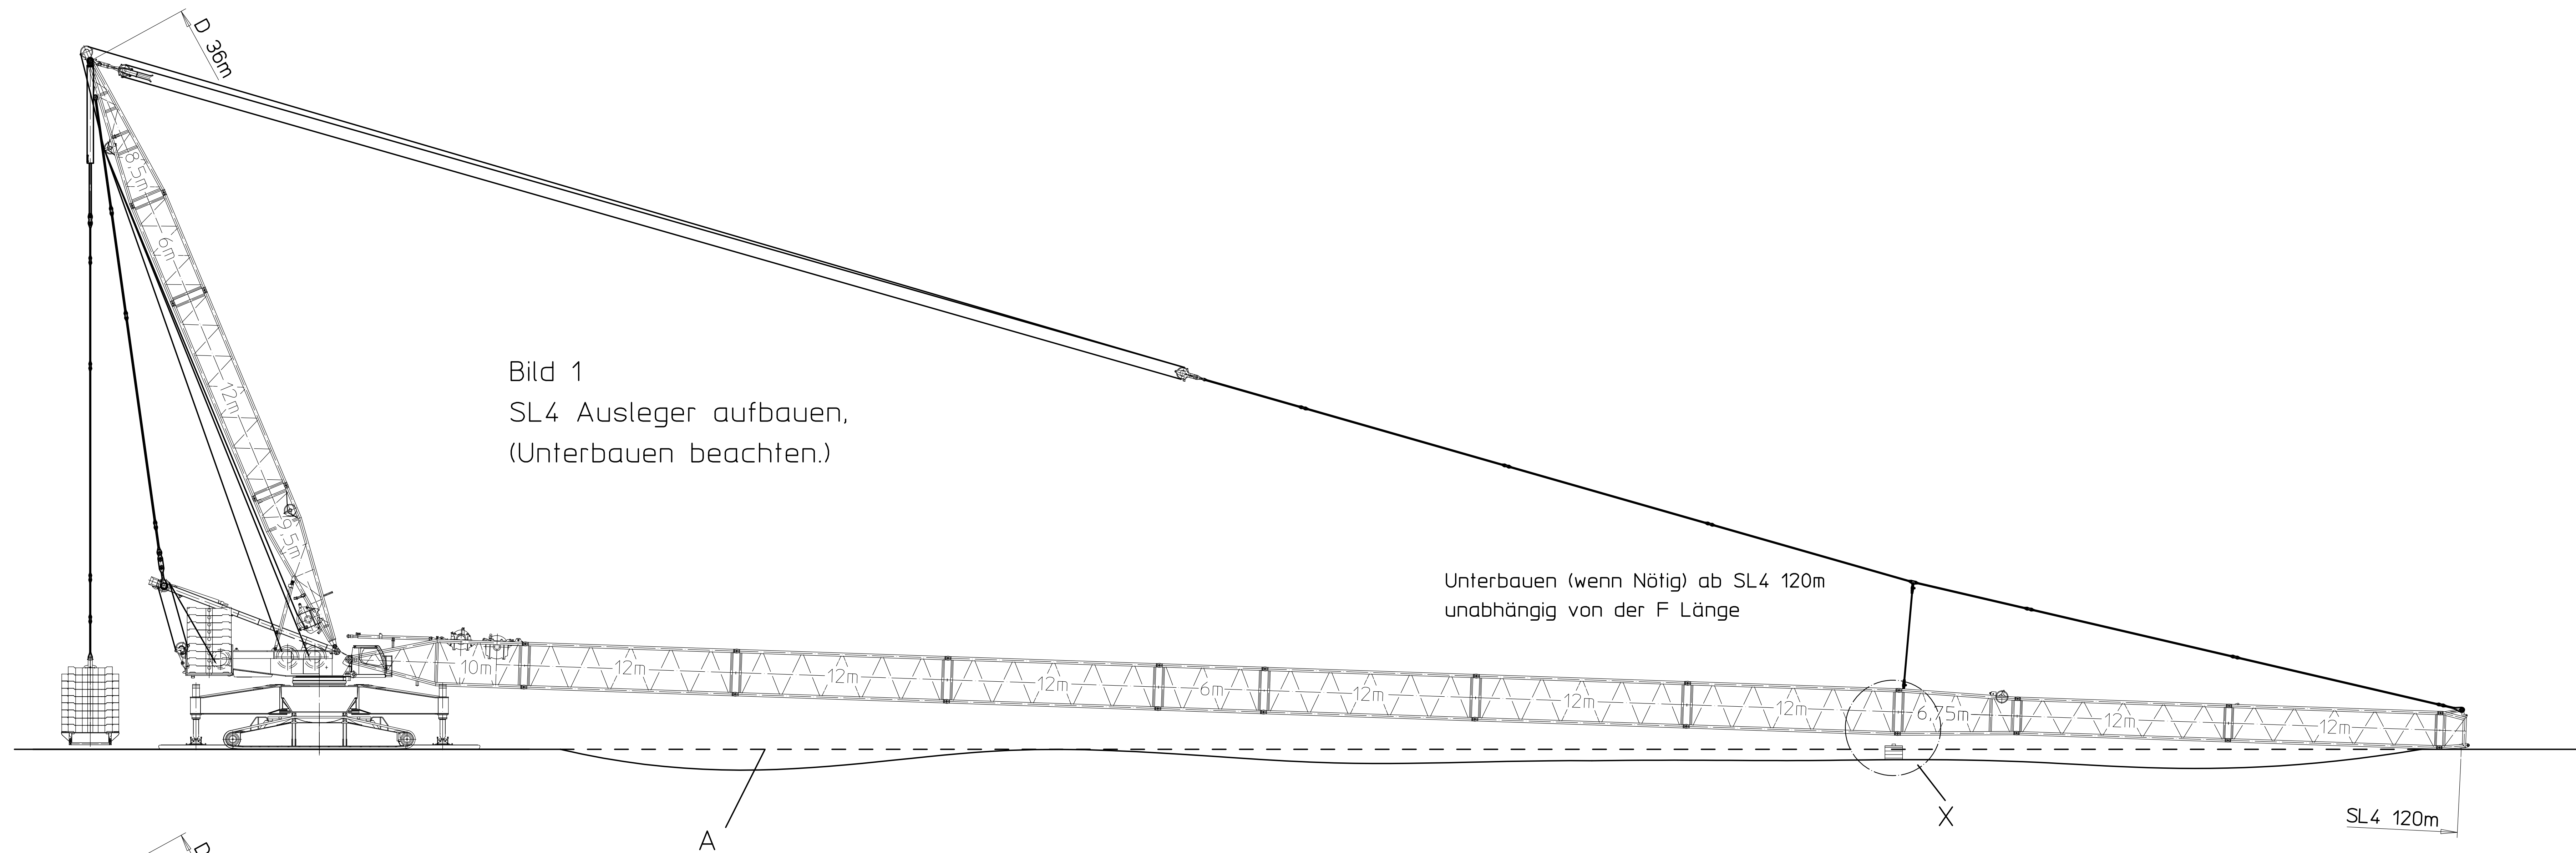 D 36m
8,5m
6m
12m
9,5m
Bild 1
SL4 Ausleger aufbauen,
(Unterbauen beachten.)
Unterbauen (wenn Nötig) ab SL4 120m
unabhängig von der F Länge
10m
12m
12m
12m
6m
12m
12m
12m
6,75m
12m
12m
A
X
SL4 120m
D